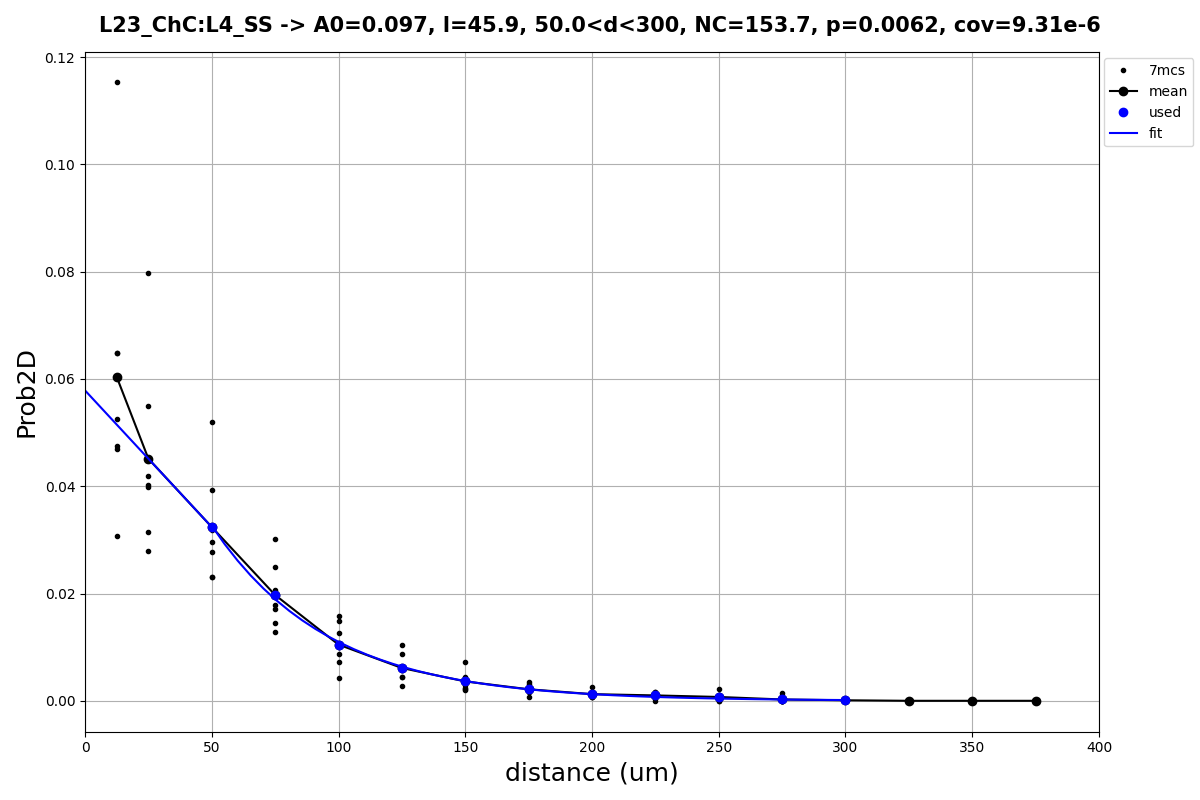 L23_ChC:L4_SS -> A0=0.097, l=45.9, 50.0<d<300, NC=153.7, p=0.0062, cov=9.31e-6
7mcs
mean
used
fit
Prob2D
0.12
0.10
0.08
0.06
0.04
0.02
0.00
0 50 100 150 200 250 300 350 400
distance (um)